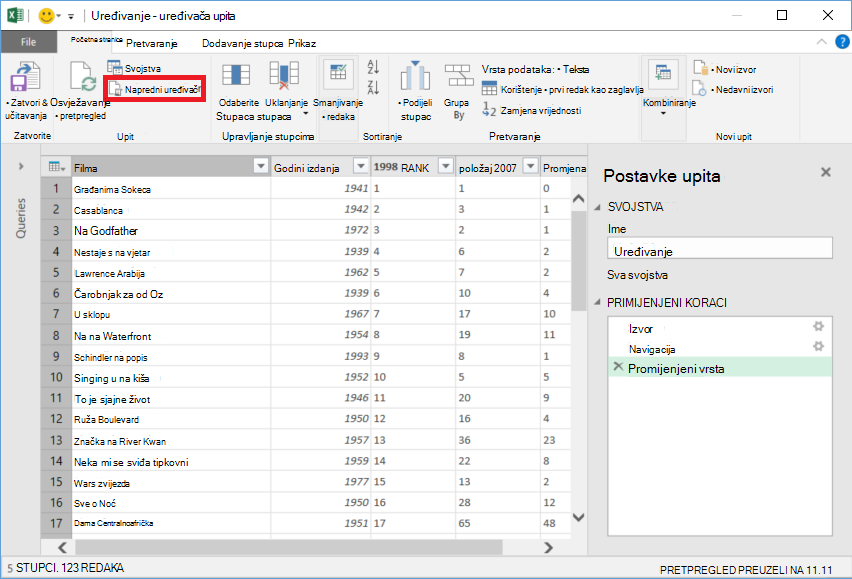 Uređivanje - uređivača upita
File Početna stranica Pretvaranje Dodavanje stupca Prikaz
Zatvori & učitavanja
Osvježavanje pretpregled
Svojstva
Napredni uređivač
Odaberite Stupaca
Uklanjanje stupaca
Smanjivanje redaka
Podijeli stupac
Grupa By
Vrsta podataka: • Teksta
Korištenje • prvi redak kao zaglavlja
Zamjena vrijednosti
Kombiniranje
Novi izvor
Nedavni izvori
Zatvorite Upit Upravljanje stupcima Sortiranje Pretvaranje Novi upit
Queries
Filma Godini izdanja 1998 RANK položaj 2007 Promjena
1 Građanima Sokeca 1941 1 1 0
2 Casablanca 1942 2 3 1
3 Na Godfather 1972 3 2 1
4 Nestaje s na vjetar 1939 4 6 2
5 Lawrence Arabija 1962 5 7 2
6 Čarobnjak za od Oz 1939 6 10 4
7 U sklopu 1967 7 17 10
8 Na na Waterfront 1954 8 19 11
9 Schindler na popis 1993 9 8 1
10 Singing u na kiša 1952 10 5 5
11 To je sjajne život 1946 11 20 9
12 Ruža Boulevard 1950 12 16 4
13 Značka na River Kwan 1957 13 36 23
14 Neka mi se sviđa tipkovni 1959 14 22 8
15 Wars zvijezda 1977 15 13 2
16 Sve o Noć 1950 16 28 12
17 Dama Centralnoafrička 1951 17 65 48
Postavke upita
SVOJSTVA
Ime
Uređivanje
Sva svojstva
PRIMIJENJENI KORACI
Izvor
Navigacija
Promijenjeni vrsta
5 STUPCI. 123 REDAKA
PRETPREGLED PREUZELI NA 11.11